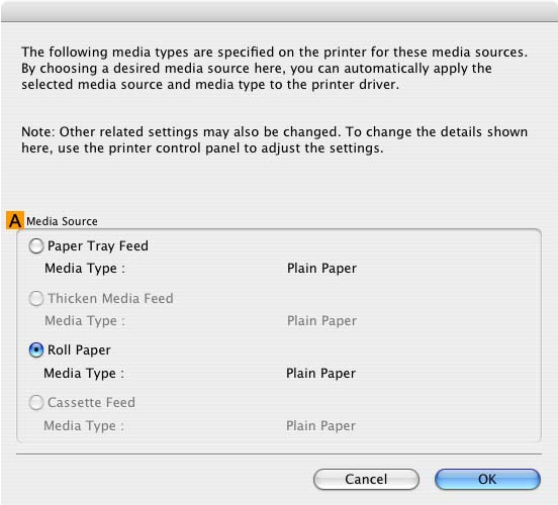 The following media types are specified on the printer for these media sources.
By choosing a desired media source here, you can automatically apply the
selected media source and media type to the printer driver.
Note: Other related settings may also be changed. To change the details shown
here, use the printer control panel to adjust the settings.
A Media Source
Paper Tray Feed
Media Type : Plain Paper
Thicken Media Feed
Media Type : Plain Paper
Roll Paper
Media Type : Plain Paper
Cassette Feed
Media Type : Plain Paper
Cancel OK